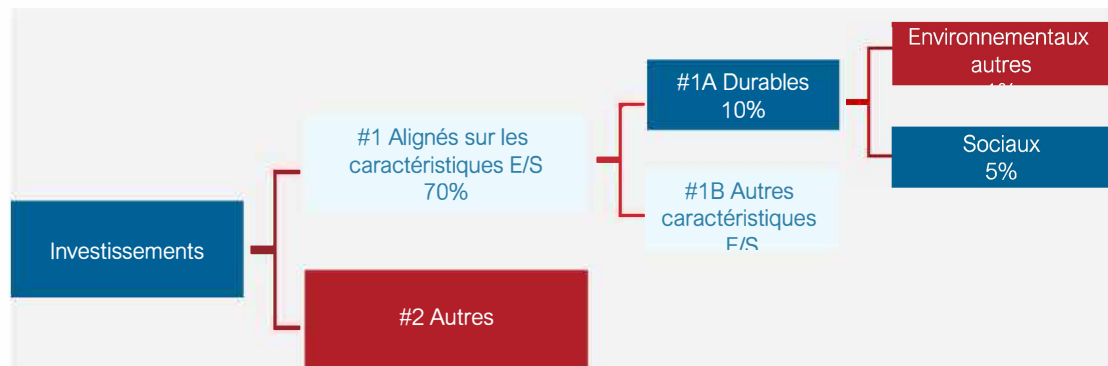 Environnementaux
autres
#1A Durables
10%
#1 Alignés sur les
caractéristiques E/S
70%
Sociaux
5%
#1B Autres
caractéristiques
E/S
Investissements
#2 Autres